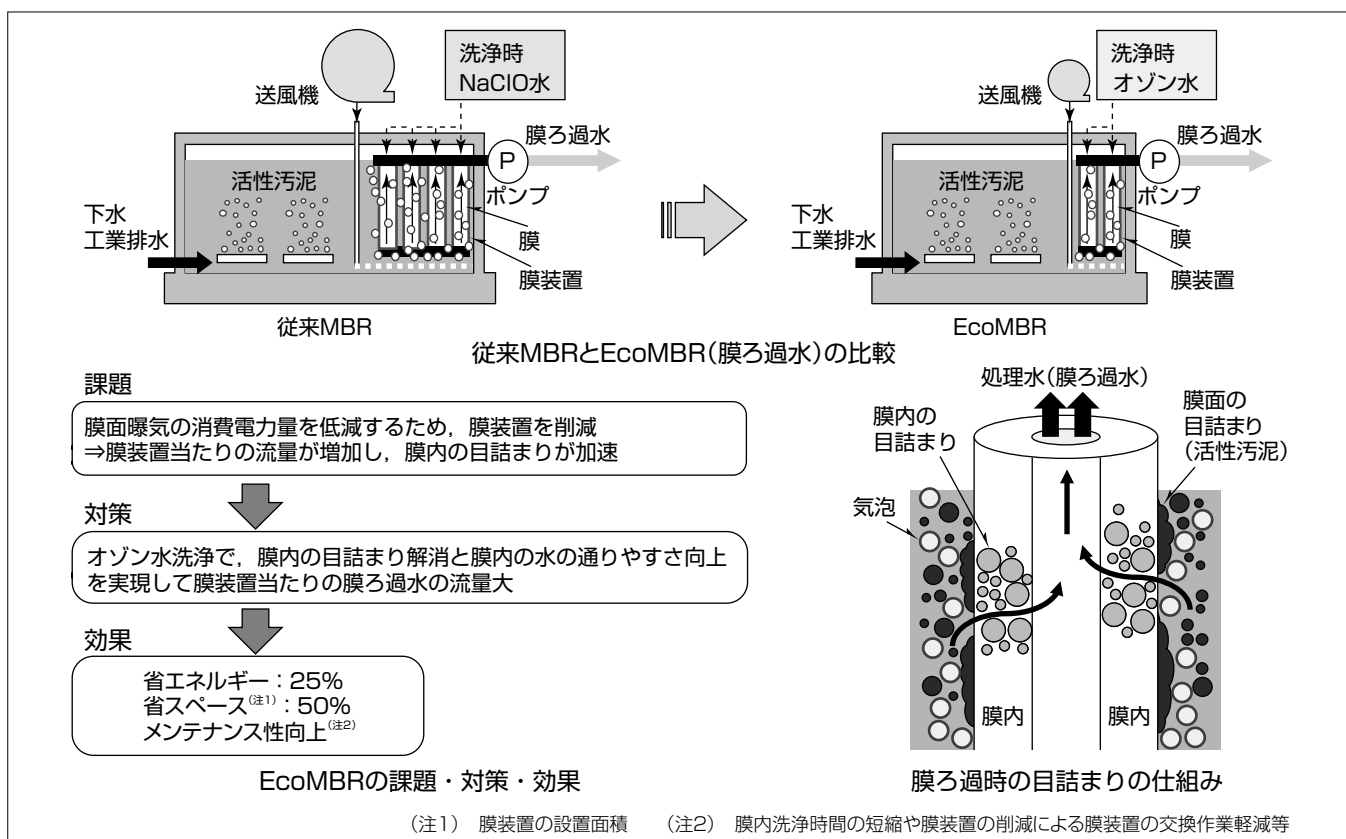 洗浄時
NaClO水
送風機
膜ろ過水
P
ポンプ
活性汚泥
下水
工業排水
膜
膜装置
従来MBR
洗浄時
オゾン水
送風機
膜ろ過水
P
ポンプ
活性汚泥
下水
工業排水
膜
膜装置
EcoMBR
従来MBRとEcoMBR(膜ろ過水)の比較
課題
膜面曝気の消費電力量を低減するため，膜装置を削減
⇒膜装置当たりの流量が増加し，膜内の目詰まりが加速
対策
オゾン水洗浄で，膜内の目詰まり解消と膜内の水の通りやすさ向上
を実現して膜装置当たりの膜ろ過水の流量大
効果
省エネルギー：25%
省スペース(注1)：50%
メンテナンス性向上(注2)
EcoMBRの課題・対策・効果
処理水(膜ろ過水)
膜内の
目詰まり
膜面の
目詰まり
(活性汚泥)
気泡
膜内
膜内
膜ろ過時の目詰まりの仕組み
(注1) 膜装置の設置面積 (注2) 膜内洗浄時間の短縮や膜装置の削減による膜装置の交換作業軽減等